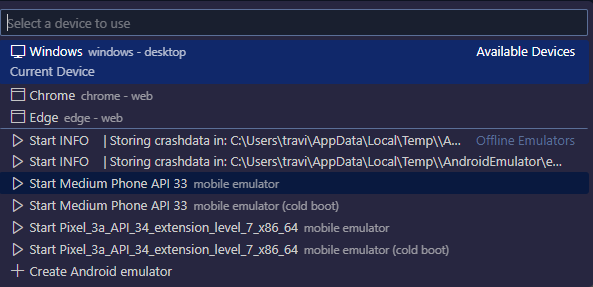 Select a device to use
Windows windows - desktop Available Devices
Current Device
Chrome chrome - web
Edge edge - web
Start INFO | Storing crashdata in: C:\Users\travi\AppData\Local\Temp\\A... Offline Emulators
Start INFO | Storing crashdata in: C:\Users\travi\AppData\Local\Temp\\AndroidEmulator\e...
Start Medium Phone API 33 mobile emulator
Start Medium Phone API 33 mobile emulator (cold boot)
Start Pixel_3a_API_34_extension_level_7_x86_64 mobile emulator
Start Pixel_3a_API_34_extension_level_7_x86_64 mobile emulator (cold boot)
Create Android emulator